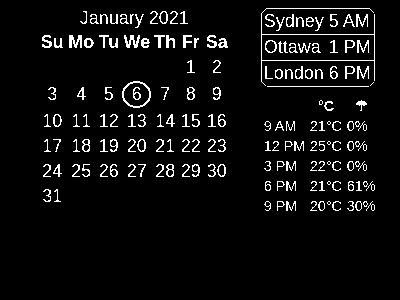 January 2021
Su Mo Tu We Th Fr Sa
1 2
3 4 5 6 7 8 9
10 11 12 13 14 15 16
17 18 19 20 21 22 23
24 25 26 27 28 29 30
31
Sydney 5 AM
Ottawa 1 PM
London 6 PM
°C ☂
9 AM 21°C 0%
12 PM 25°C 0%
3 PM 22°C 0%
6 PM 21°C 61%
9 PM 20°C 30%